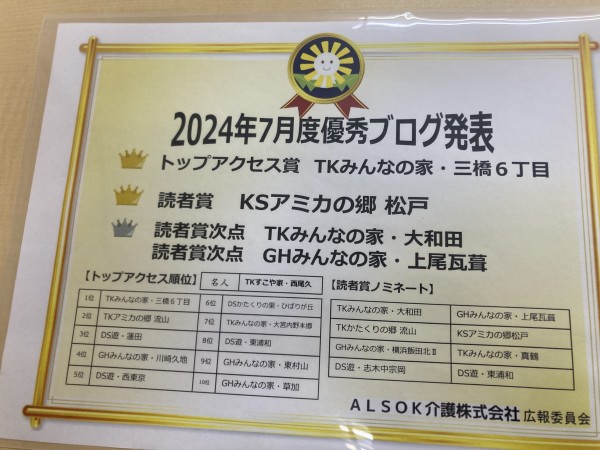 2024年7月度優秀ブログ発表
トップアクセス賞 TKみんなの家・三橋6丁目
読者賞 KSアミカの郷 松戸
読者賞次点 TKみんなの家・大和田
読者賞次点 GHみんなの家・上尾瓦葺
【トップアクセス順位】
名人 TKすこや家・西尾久
1位 TKみんなの家・三橋6丁目
2位 TKアミカの郷 流山
3位 DS遊・蓮田
4位 GHみんなの家・川崎久地
5位 DS遊・西東京
6位 DSかたくりの里・ひばりが丘
7位 TKみんなの家・大宮内野本郷
8位 DS遊・東浦和
9位 GHみんなの家・東村山
10位 GHみんなの家・草加
【読者賞ノミネート】
TKみんなの家・大和田 GHみんなの家・上尾瓦葺
TKかたくりの郷 流山 KSアミカの郷松戸
GHみんなの家・横浜飯田北Ⅱ TKみんなの家・真鶴
DS遊・志木中宗岡 DS遊・東浦和
ALSOK介護株式会社 広報委員会